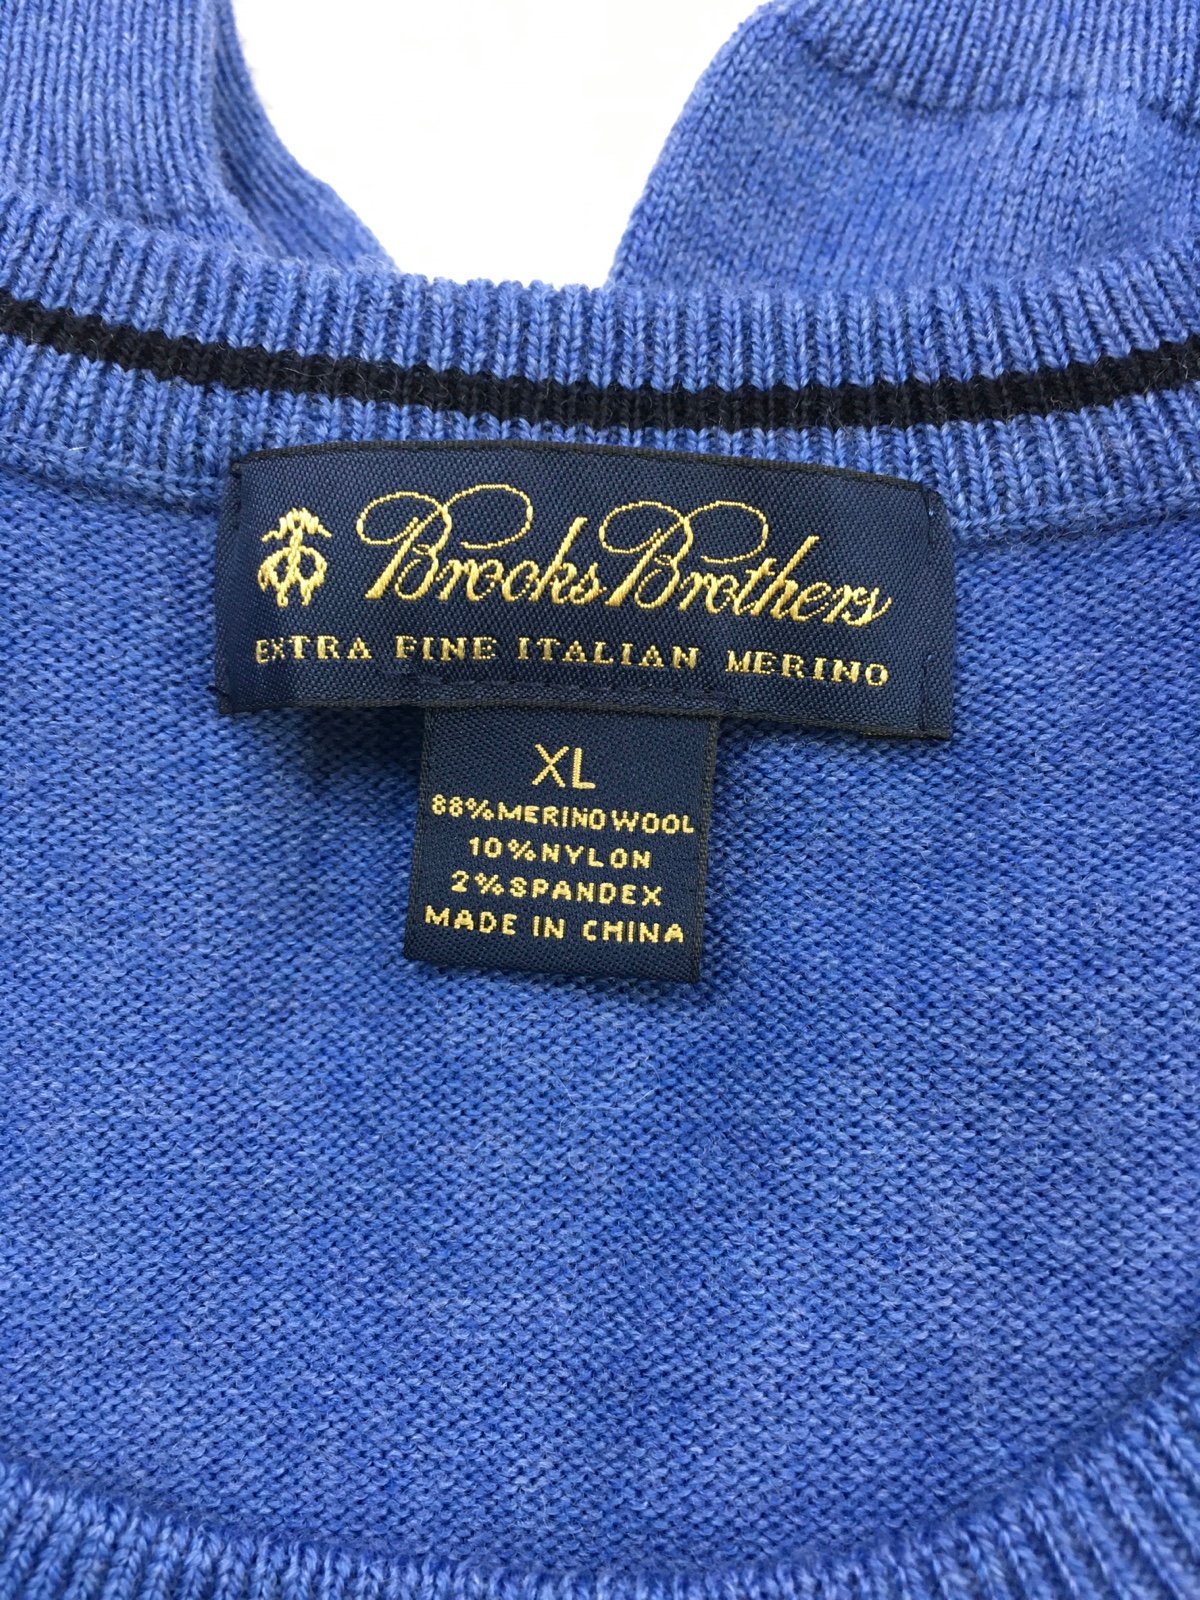 Brooks Brothers
EXTRA FINE ITALIAN MERINO
XL
88% MERINO WOOL
10% NYLON
2% SPANDEX
MADE IN CHINA